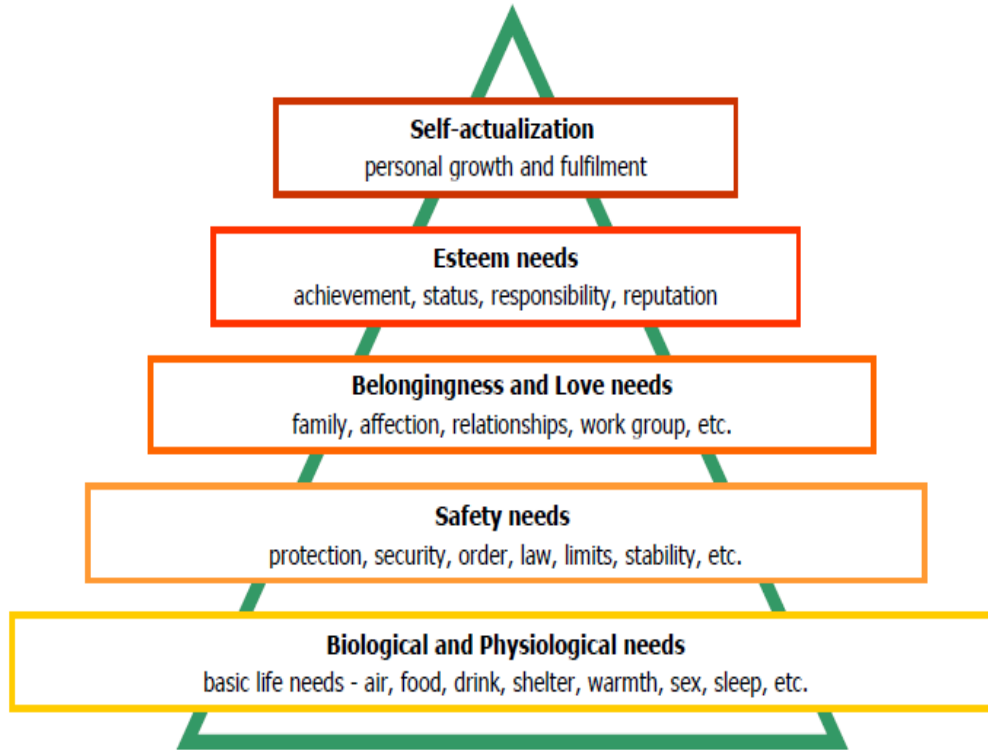 Self-actualization
personal growth and fulfilment
Esteem needs
achievement, status, responsibility, reputation
Belongingness and Love needs
family, affection, relationships, work group, etc.
Safety needs
protection, security, order, law, limits, stability, etc.
Biological and Physiological needs
basic life needs - air, food, drink, shelter, warmth, sex, sleep, etc.